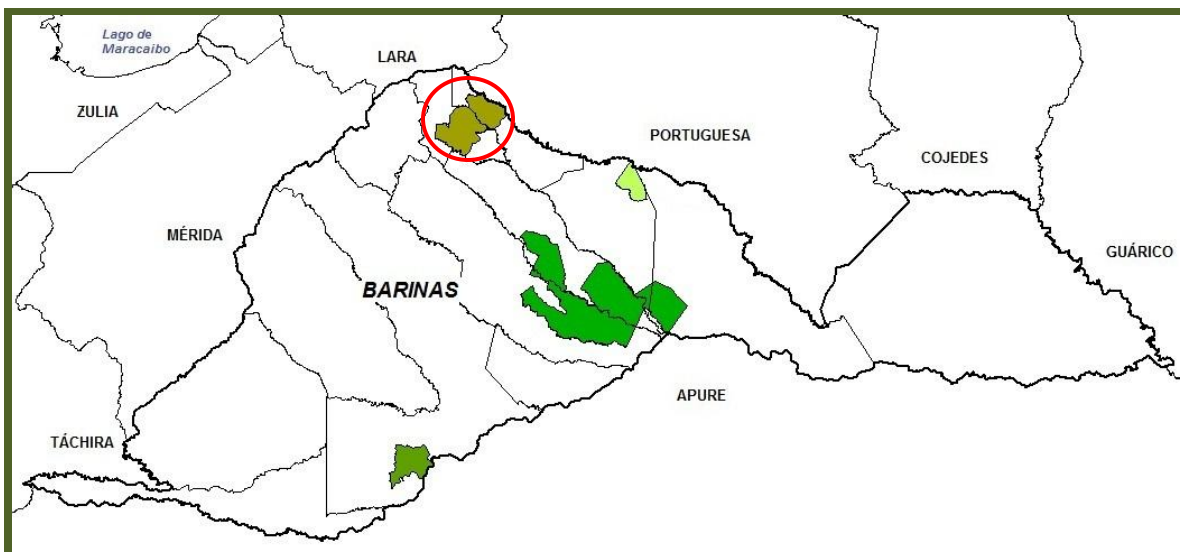 Lago de
Maracaibo
LARA
ZULIA
PORTUGUESA
COJEDES
MÉRIDA
GUÁRICO
BARINAS
APURE
TÁCHIRA